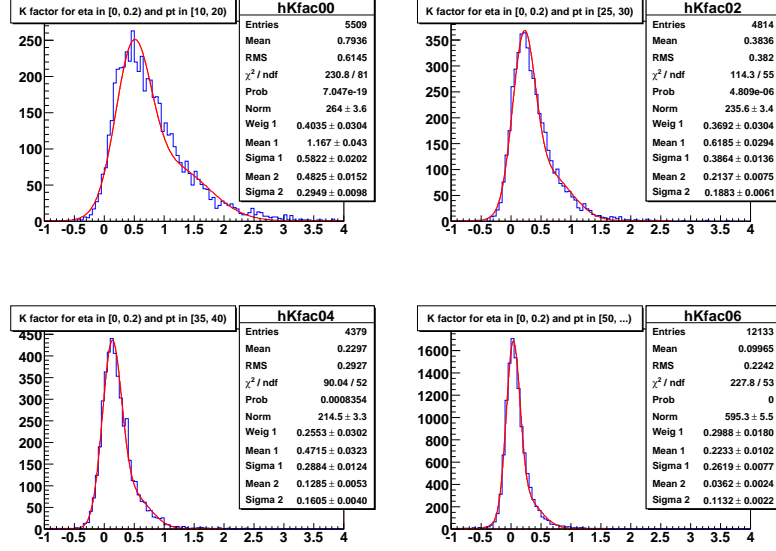 K factor for eta in [0, 0.2) and pt in [10, 20)
hKfac00
Entries 5509
Mean 0.7936
RMS 0.6145
χ² / ndf 230.8 / 81
Prob 7.047e-19
Norm 264 ± 3.6
Weig 1 0.4035 ± 0.0304
Mean 1 1.167 ± 0.043
Sigma 1 0.5822 ± 0.0202
Mean 2 0.4825 ± 0.0152
Sigma 2 0.2949 ± 0.0098
250
200
150
100
50
0
-1 -0.5 0 0.5 1 1.5 2 2.5 3 3.5 4
K factor for eta in [0, 0.2) and pt in [25, 30)
hKfac02
Entries 4814
Mean 0.3836
RMS 0.382
χ² / ndf 114.3 / 55
Prob 4.809e-06
Norm 235.6 ± 3.4
Weig 1 0.3692 ± 0.0304
Mean 1 0.6185 ± 0.0294
Sigma 1 0.3864 ± 0.0136
Mean 2 0.2137 ± 0.0075
Sigma 2 0.1883 ± 0.0061
350
300
250
200
150
100
50
0
-1 -0.5 0 0.5 1 1.5 2 2.5 3 3.5 4
K factor for eta in [0, 0.2) and pt in [35, 40)
hKfac04
Entries 4379
Mean 0.2297
RMS 0.2927
χ² / ndf 90.04 / 52
Prob 0.0008354
Norm 214.5 ± 3.3
Weig 1 0.2553 ± 0.0302
Mean 1 0.4715 ± 0.0323
Sigma 1 0.2884 ± 0.0124
Mean 2 0.1285 ± 0.0053
Sigma 2 0.1605 ± 0.0040
450
400
350
300
250
200
150
100
50
0
-1 -0.5 0 0.5 1 1.5 2 2.5 3 3.5 4
K factor for eta in [0, 0.2) and pt in [50, ...)
hKfac06
Entries 12133
Mean 0.09965
RMS 0.2242
χ² / ndf 227.8 / 53
Prob 0
Norm 595.3 ± 5.5
Weig 1 0.2988 ± 0.0180
Mean 1 0.2233 ± 0.0102
Sigma 1 0.2619 ± 0.0077
Mean 2 0.0362 ± 0.0024
Sigma 2 0.1132 ± 0.0022
1600
1400
1200
1000
800
600
400
200
0
-1 -0.5 0 0.5 1 1.5 2 2.5 3 3.5 4